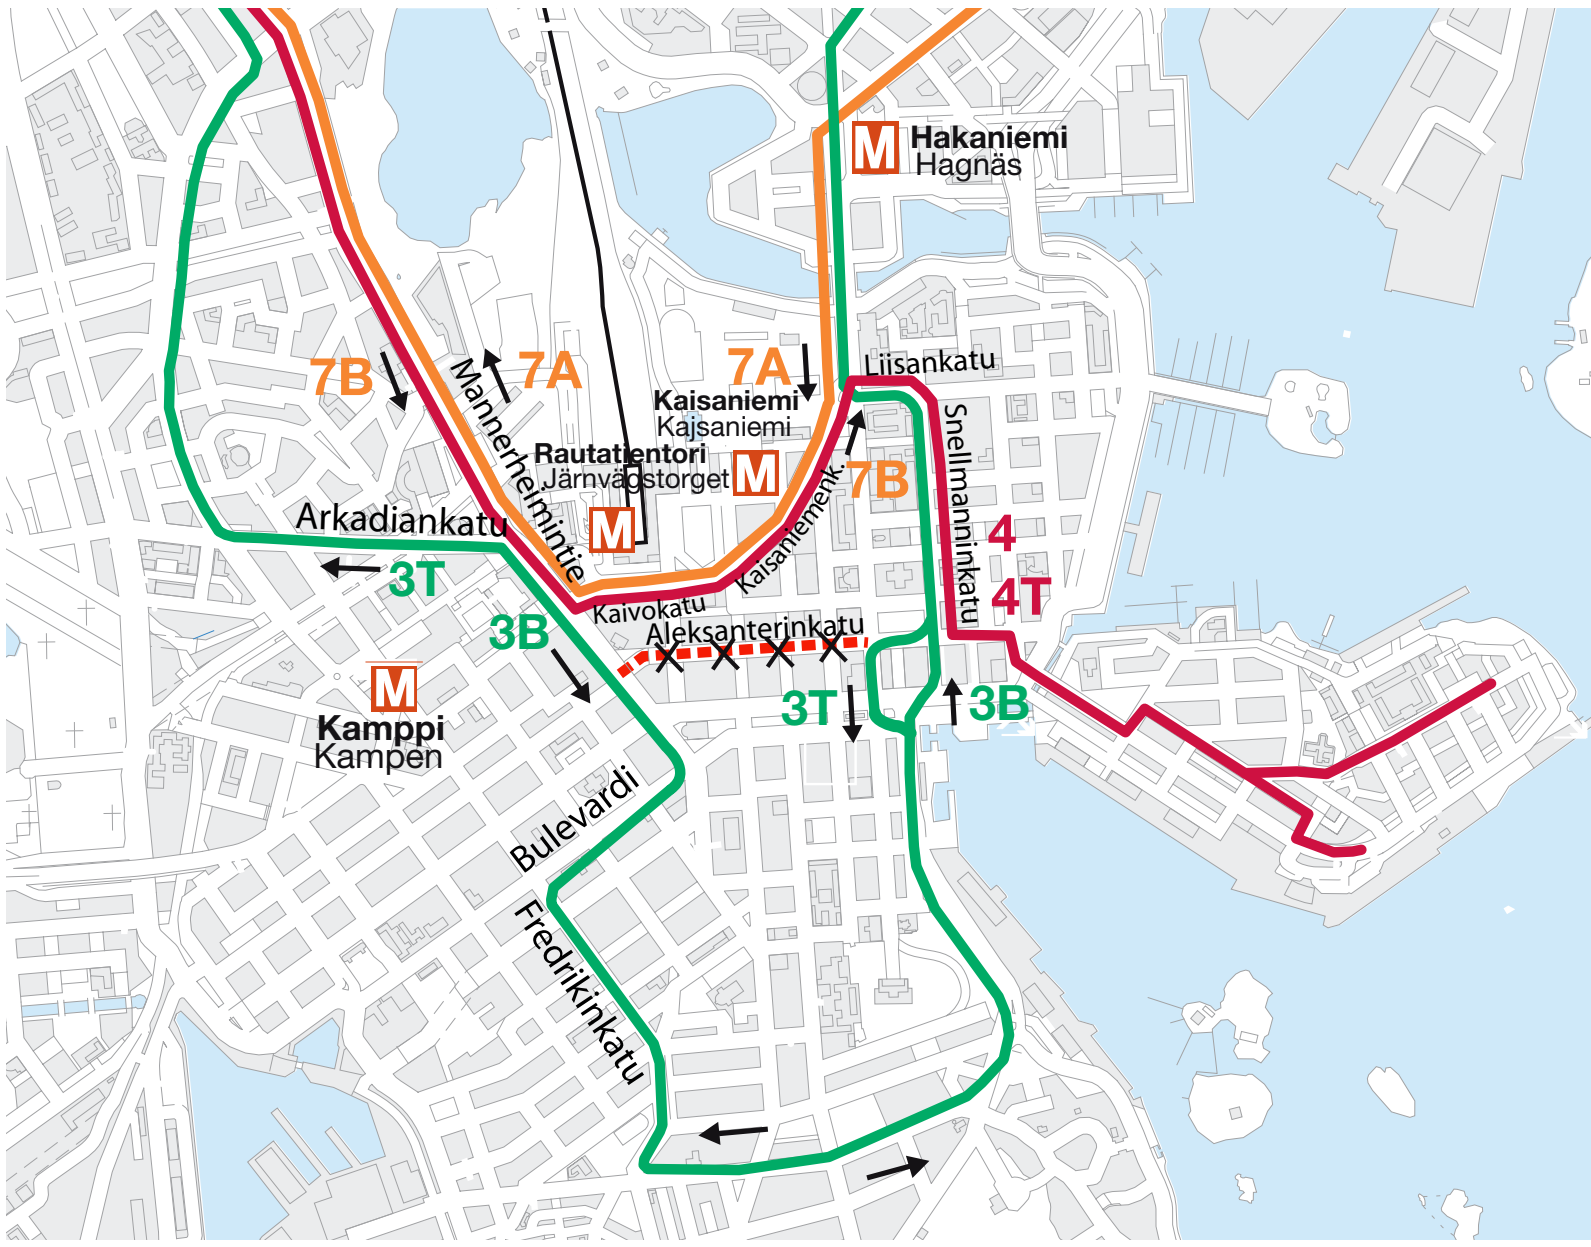 M
Hakaniemi
Hagnäs
7B
7A
7A
Liisankatu
Mannerheimintie
Kaisaniemi
Kajsaniemi
Snellmanninkatu
Rautatientori
Järnvägstorget
M
7B
M
Kaisaniemenk.
Arkadiankatu
4
4T
3T
Kaivokatu
3B
Aleksanterinkatu
M
Kamppi
Kampen
3T
3B
Bulevardi
Fredrikinkatu